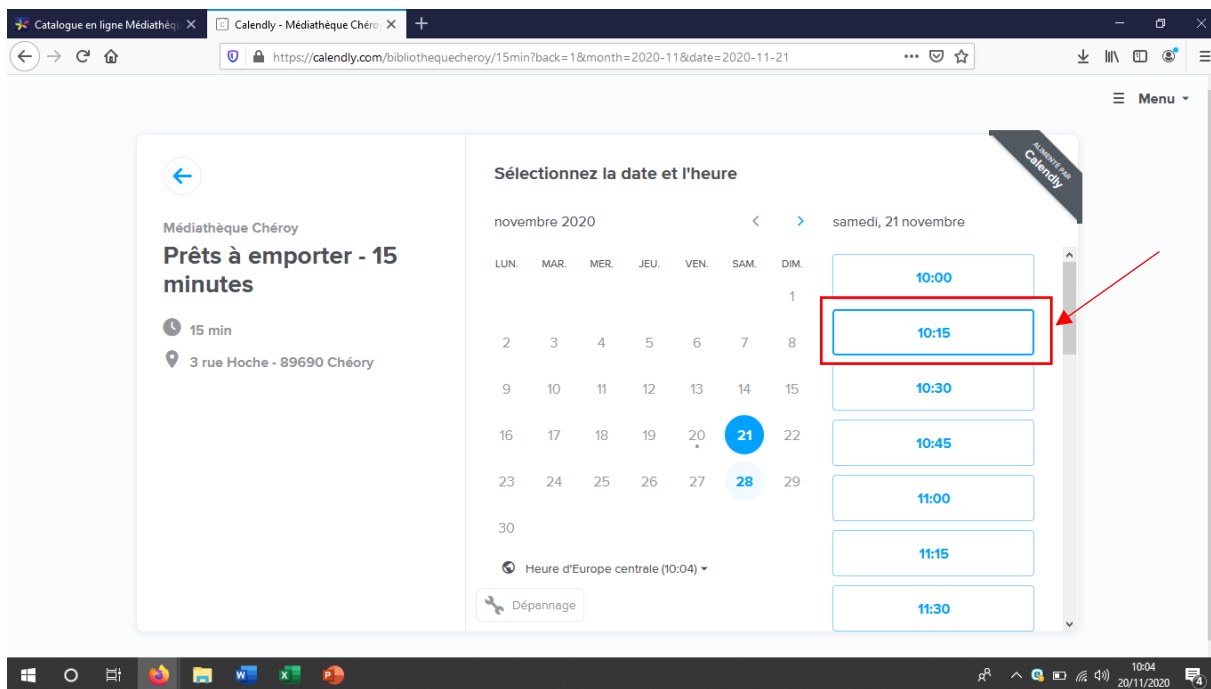 Catalogue en ligne Médiathèqu
Calendly - Médiathèque Chéroy
https://calendly.com/bibliothequecheroy/15min?back=1&month=2020-11&date=2020-11-21
Menu
ALIMENTÉ PAR
Calendly
Médiathèque Chéroy
Prêts à emporter - 15
minutes
15 min
3 rue Hoche - 89690 Chéory
Sélectionnez la date et l'heure
novembre 2020
LUN. MAR. MER. JEU. VEN. SAM. DIM.
1
2 3 4 5 6 7 8
9 10 11 12 13 14 15
16 17 18 19 20 21 22
23 24 25 26 27 28 29
30
Heure d'Europe centrale (10:04)
Dépannage
samedi, 21 novembre
10:00
10:15
10:30
10:45
11:00
11:15
11:30
10:04
20/11/2020
4